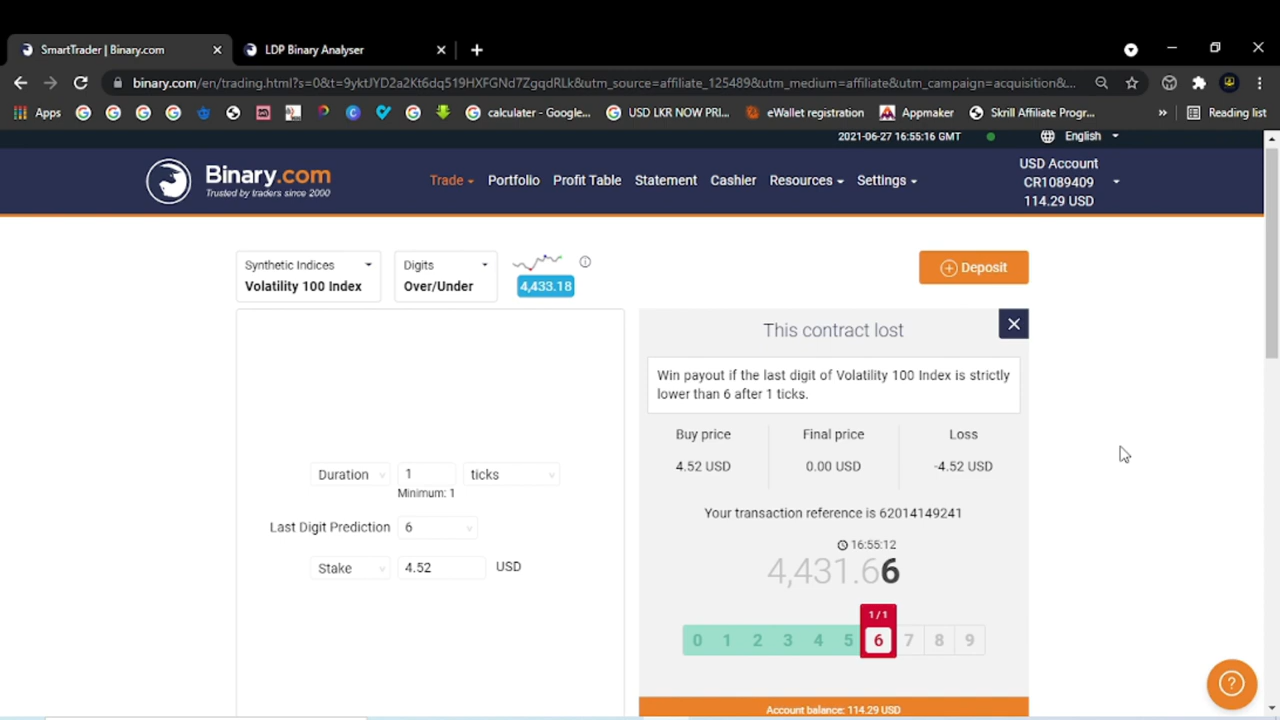 SmartTrader | Binary.com
LDP Binary Analyser
binary.com/en/trading.html?s=0&t=9yktJYD2a2Kt6dq519HXFGNd7ZgqdRLk&utm_source=affiliate_125489&utm_medium=affiliate&utm_campaign=acquisition&...
Apps
calculater - Google...
USD LKR NOW PRI...
eWallet registration
Appmaker
Skrill Affiliate Progr...
»
Reading list
2021-06-27 16:55:16 GMT
English
Binary.com
Trusted by traders since 2000
Trade
Portfolio
Profit Table
Statement
Cashier
Resources
Settings
USD Account
CR1089409
114.29 USD
Synthetic Indices
Volatility 100 Index
Digits
Over/Under
4,433.18
Deposit
This contract lost
Win payout if the last digit of Volatility 100 Index is strictly
lower than 6 after 1 ticks.
Buy price
Final price
Loss
4.52 USD
0.00 USD
-4.52 USD
Duration
1
ticks
Minimum: 1
Last Digit Prediction
6
Stake
4.52
USD
Your transaction reference is 62014149241
16:55:12
4,431.66
1 / 1
0 1 2 3 4 5 6 7 8 9
Account balance: 114.29 USD
?